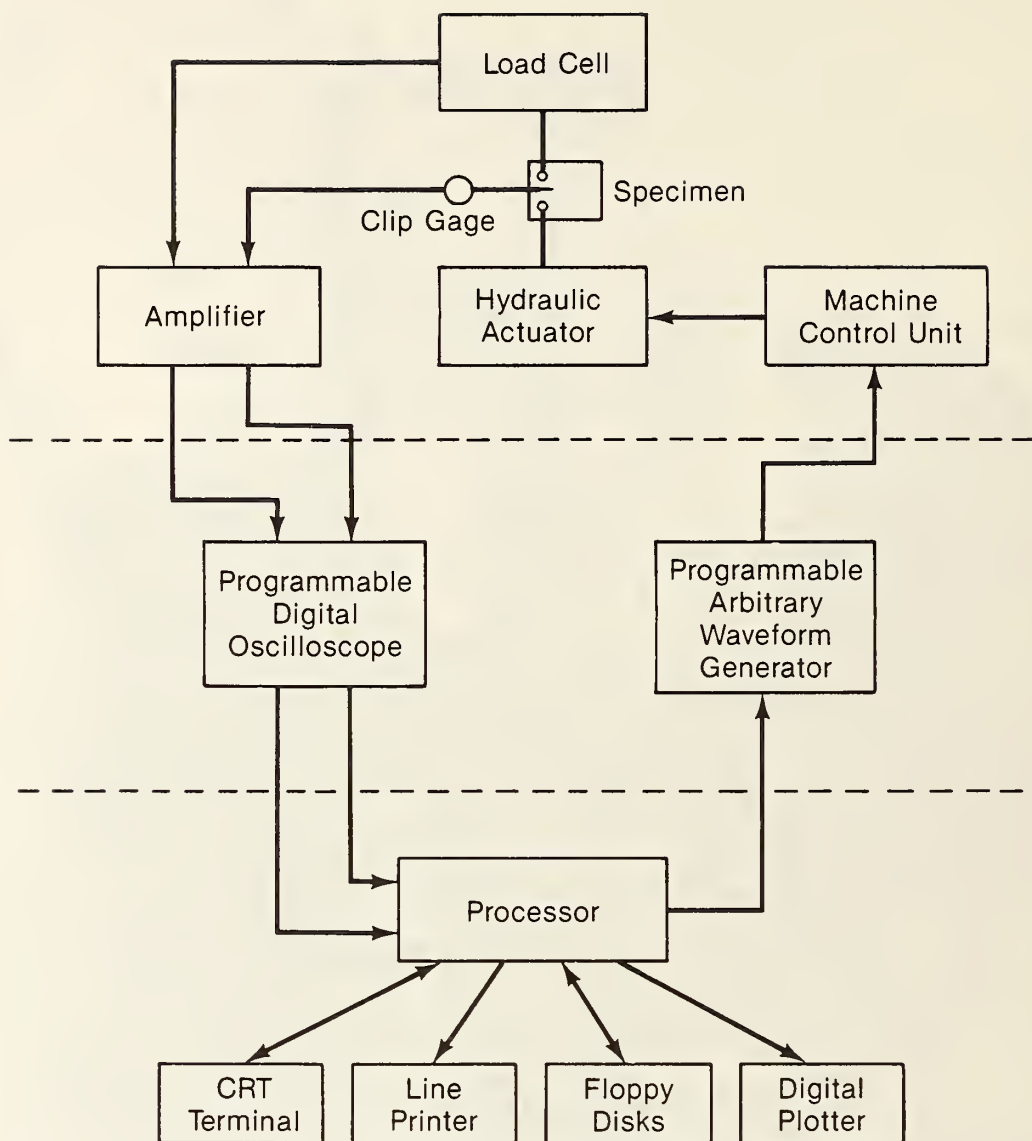 Load Cell
Specimen
Clip Gage
Amplifier
Hydraulic
Actuator
Machine
Control Unit
Programmable
Digital
Oscilloscope
Programmable
Arbitrary
Waveform
Generator
Processor
CRT
Terminal
Line
Printer
Floppy
Disks
Digital
Plotter